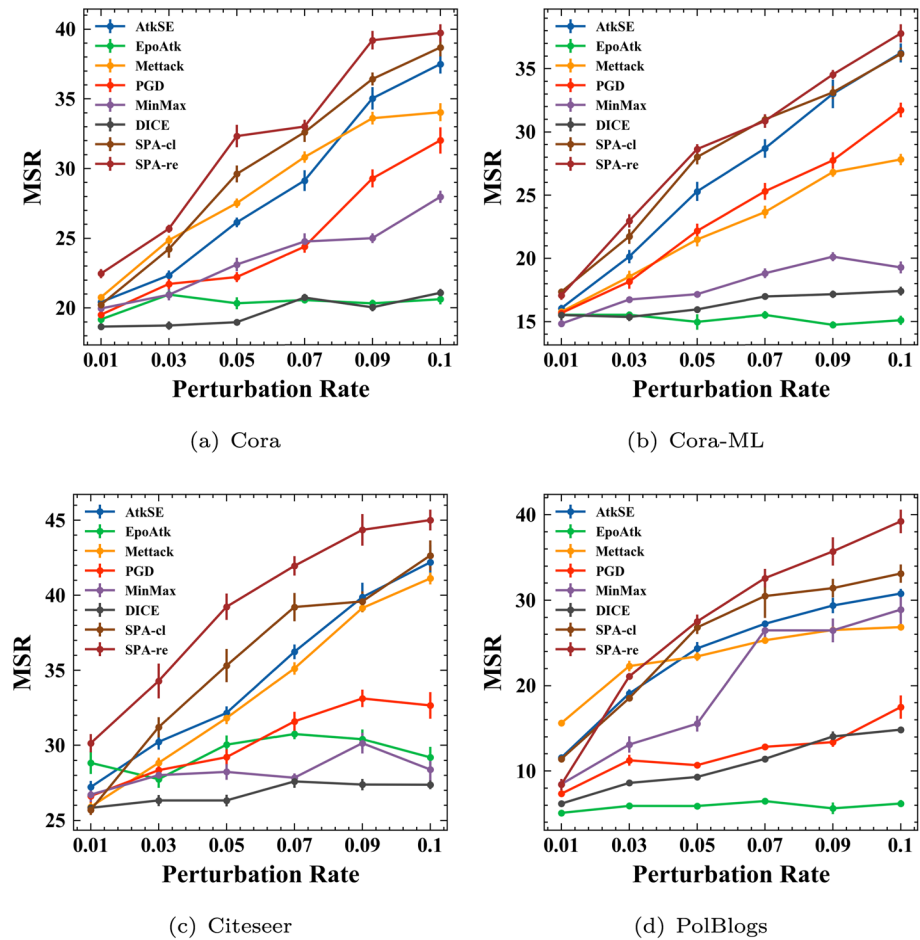 AtkSE
EpoAtk
Mettack
PGD
MinMax
DICE
SPA-cl
SPA-re
MSR
40
35
30
25
20
0.01 0.03 0.05 0.07 0.09 0.1
Perturbation Rate
(a) Cora
AtkSE
EpoAtk
Mettack
PGD
MinMax
DICE
SPA-cl
SPA-re
MSR
35
30
25
20
15
0.01 0.03 0.05 0.07 0.09 0.1
Perturbation Rate
(b) Cora-ML
AtkSE
EpoAtk
Mettack
PGD
MinMax
DICE
SPA-cl
SPA-re
MSR
45
40
35
30
25
0.01 0.03 0.05 0.07 0.09 0.1
Perturbation Rate
(c) Citeseer
AtkSE
EpoAtk
Mettack
PGD
MinMax
DICE
SPA-cl
SPA-re
MSR
40
30
20
10
0.01 0.03 0.05 0.07 0.09 0.1
Perturbation Rate
(d) PolBlogs